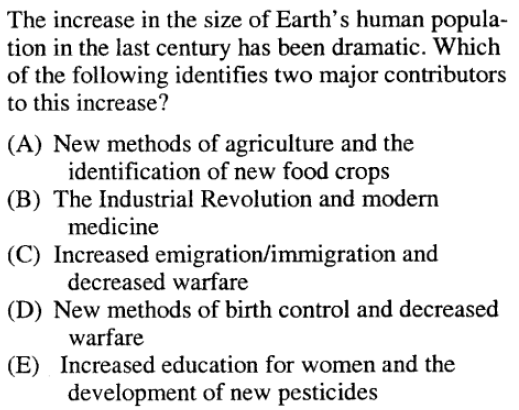 The increase in the size of Earth's human popula-
tion in the last century has been dramatic. Which
of the following identifies two major contributors
to this increase?
(A) New methods of agriculture and the
identification of new food crops
(B) The Industrial Revolution and modern
medicine
(C) Increased emigration/immigration and
decreased warfare
(D) New methods of birth control and decreased
warfare
(E) Increased education for women and the
development of new pesticides